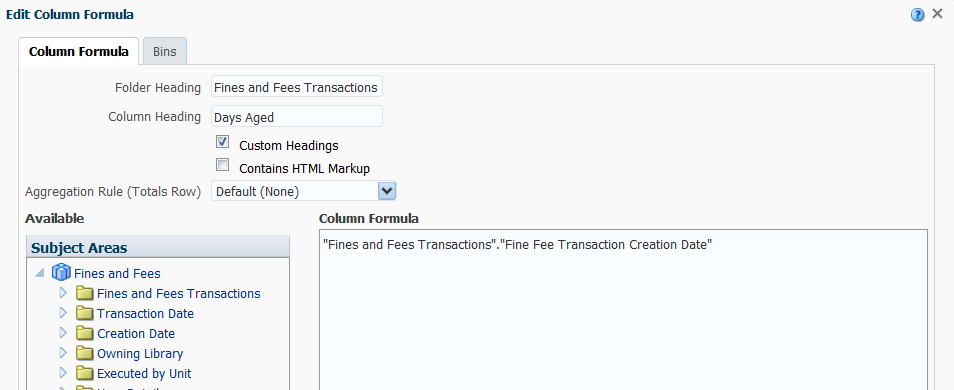 Edit Column Formula
Column Formula
Bins
Folder Heading
Fines and Fees Transactions
Column Heading
Days Aged
Custom Headings
Contains HTML Markup
Aggregation Rule (Totals Row)
Default (None)
Available
Column Formula
Subject Areas
"Fines and Fees Transactions"."Fine Fee Transaction Creation Date"
Fines and Fees
Fines and Fees Transactions
Transaction Date
Creation Date
Owning Library
Executed by Unit